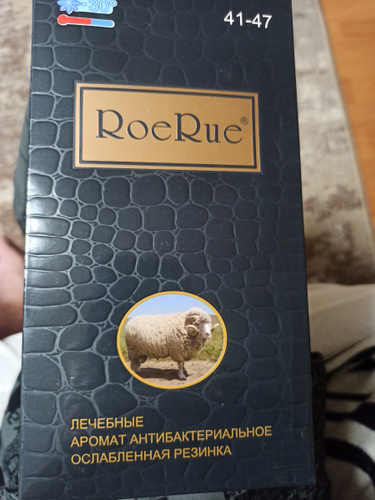 -30°
41-47
RoeRue®
ЛЕЧЕБНЫЕ
АРОМАТ АНТИБАКТЕРИАЛЬНОЕ
ОСЛАБЛЕННАЯ РЕЗИНКА